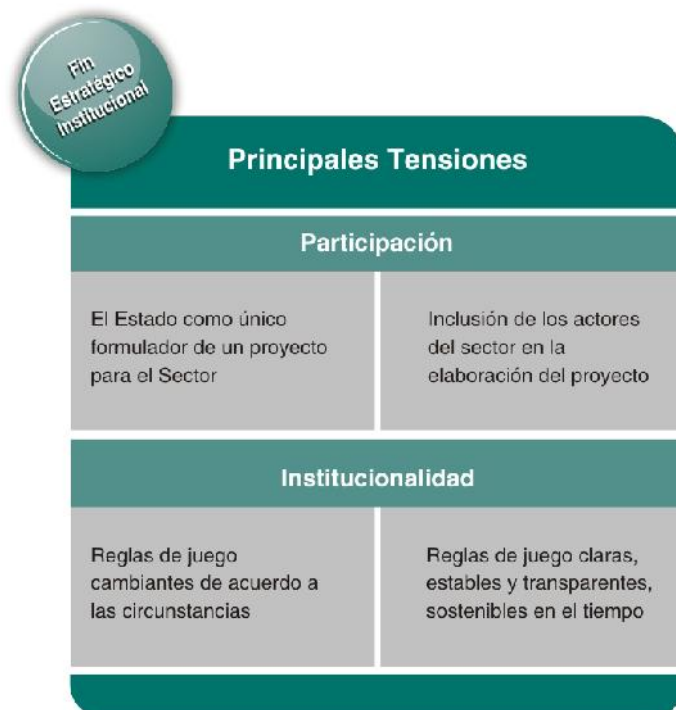 Fin
Estratégico
Institucional
Principales Tensiones
Participación
El Estado como único
formulador de un proyecto
para el Sector
Inclusión de los actores
del sector en la
elaboración del proyecto
Institucionalidad
Reglas de juego
cambiantes de acuerdo a
las circunstancias
Reglas de juego claras,
estables y transparentes,
sostenibles en el tiempo